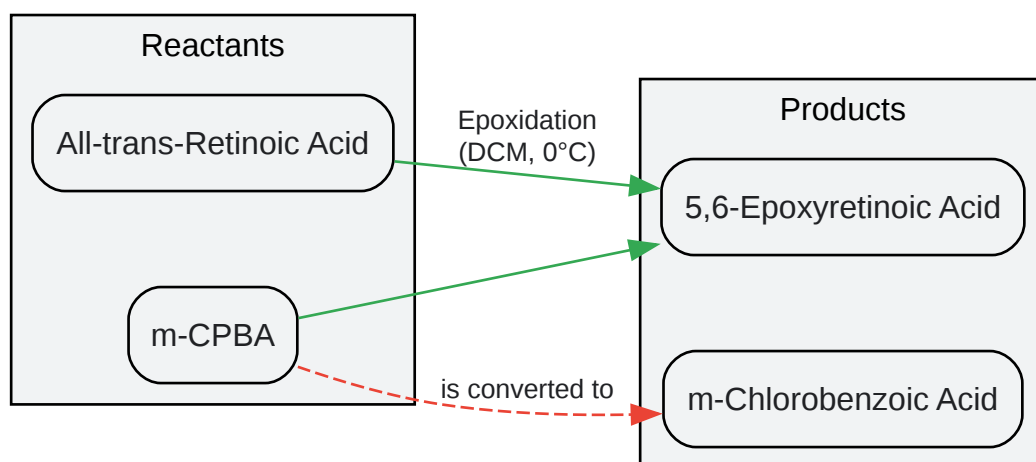 Reactants
All-trans-Retinoic Acid
m-CPBA
Epoxidation
(DCM, 0°C)
is converted to
Products
5,6-Epoxyretinoic Acid
m-Chlorobenzoic Acid